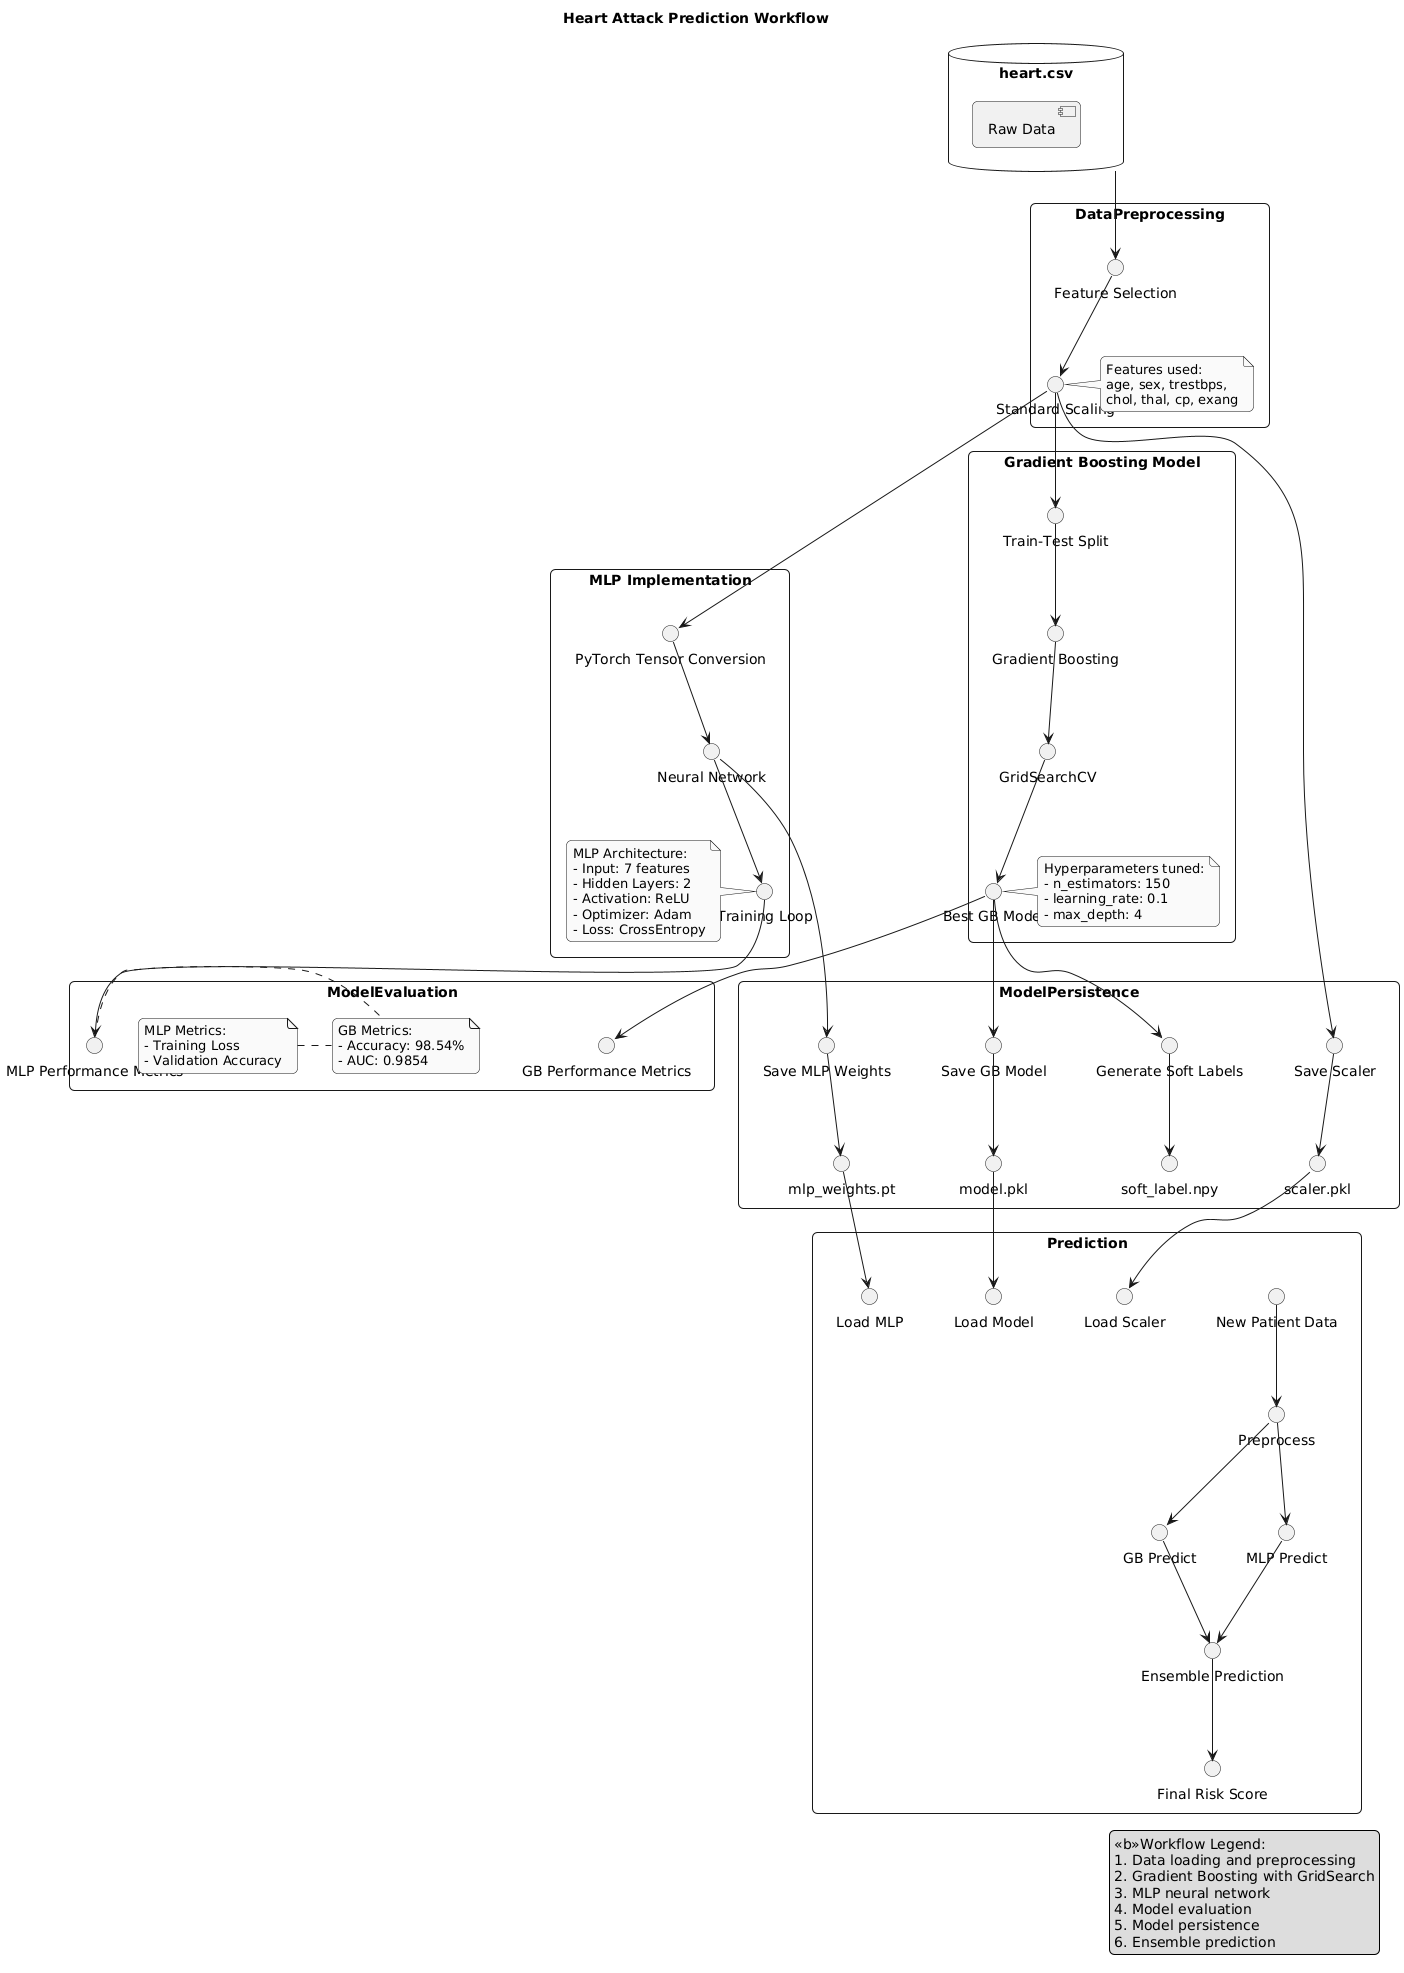 Heart Attack Prediction Workflow
heart.csv
Raw Data
DataPreprocessing
Feature Selection
Features used:
age, sex, trestbps,
chol, thal, cp, exang
Standard Scaling
Gradient Boosting Model
Train-Test Split
MLP Implementation
PyTorch Tensor Conversion
Gradient Boosting
Neural Network
GridSearchCV
MLP Architecture:
- Input: 7 features
- Hidden Layers: 2
- Activation: ReLU
- Optimizer: Adam
- Loss: CrossEntropy
Training Loop
Hyperparameters tuned:
- n_estimators: 150
- learning_rate: 0.1
- max_depth: 4
Best GB Model
ModelEvaluation
MLP Metrics:
- Training Loss
- Validation Accuracy
GB Metrics:
- Accuracy: 98.54%
- AUC: 0.9854
MLP Performance Metrics
GB Performance Metrics
ModelPersistence
Save MLP Weights
Save GB Model
Generate Soft Labels
Save Scaler
mlp_weights.pt
model.pkl
soft_label.npy
scaler.pkl
Prediction
Load MLP
Load Model
Load Scaler
New Patient Data
Preprocess
GB Predict
MLP Predict
Ensemble Prediction
Final Risk Score
«b»Workflow Legend:
1. Data loading and preprocessing
2. Gradient Boosting with GridSearch
3. MLP neural network
4. Model evaluation
5. Model persistence
6. Ensemble prediction